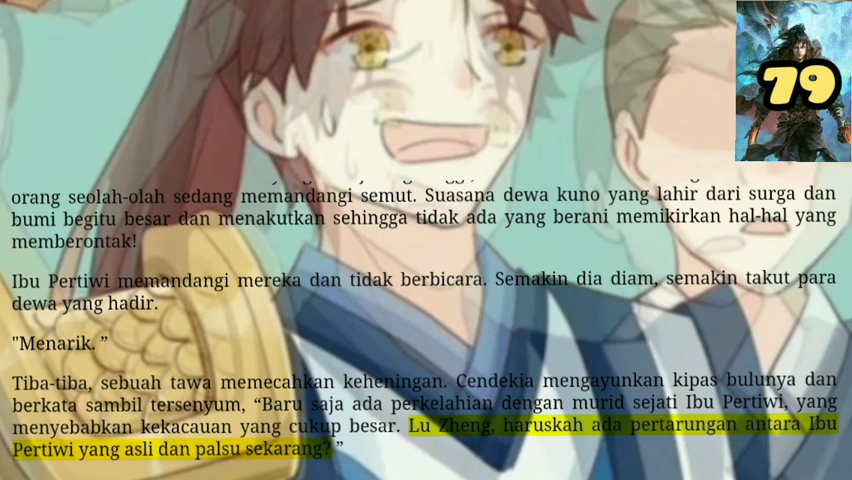 79
orang seolah-olah sedang memandangi semut. Suasana dewa kuno yang lahir dari surga dan
bumi begitu besar dan menakutkan sehingga tidak ada yang berani memikirkan hal-hal yang
memberontak!
Ibu Pertiwi memandangi mereka dan tidak berbicara. Semakin dia diam, semakin takut para
dewa yang hadir.
"Menarik. ”
Tiba-tiba, sebuah tawa memecahkan keheningan. Cendekia mengayunkan kipas bulunya dan
berkata sambil tersenyum, “Baru saja ada perkelahian dengan murid sejati Ibu Pertiwi, yang
menyebabkan kekacauan yang cukup besar. Lu Zheng, haruskah ada pertarungan antara Ibu
Pertiwi yang asli dan palsu sekarang? ”